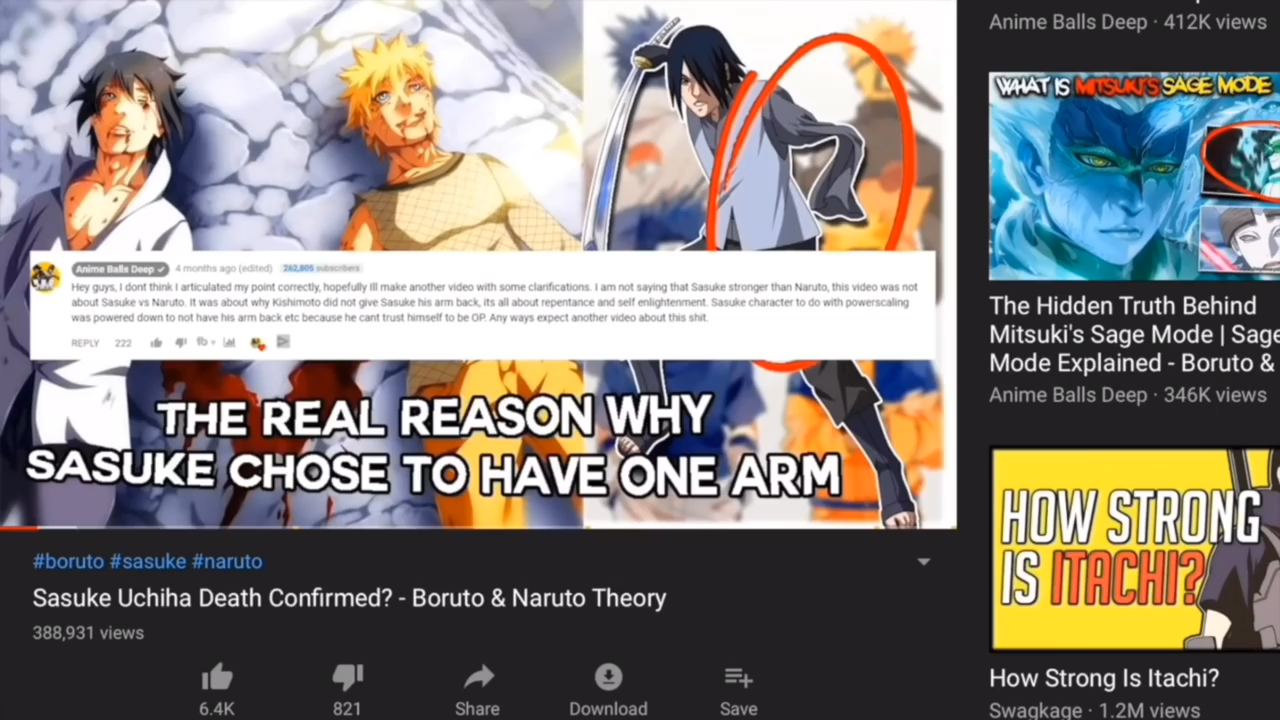 Anime Balls Deep · 412K views
Anime Balls Deep 4 months ago (edited) 262,805 subscribers
Hey guys, I dont think I articulated my point correctly, hopefully Ill make another video with some clarifications. I am not saying that Sasuke stronger than Naruto, this video was not
about Sasuke vs Naruto. It was about why Kishimoto did not give Sasuke his arm back, its all about repentance and self enlightenment. Sasuke character to do with powerscaling
was powered down to not have his arm back etc because he cant trust himself to be OP. Any ways expect another video about this shit.
REPLY 222
THE REAL REASON WHY
SASUKE CHOSE TO HAVE ONE ARM
#boruto #sasuke #naruto
Sasuke Uchiha Death Confirmed? - Boruto & Naruto Theory
388,931 views
6.4K 821 Share Download Save
WHAT IS MITSUKI'S SAGE MODE
The Hidden Truth Behind
Mitsuki's Sage Mode | Sage
Mode Explained - Boruto &
Anime Balls Deep · 346K views
HOW STRONG
IS ITACHI?
How Strong Is Itachi?
Swagkage · 1.2M views